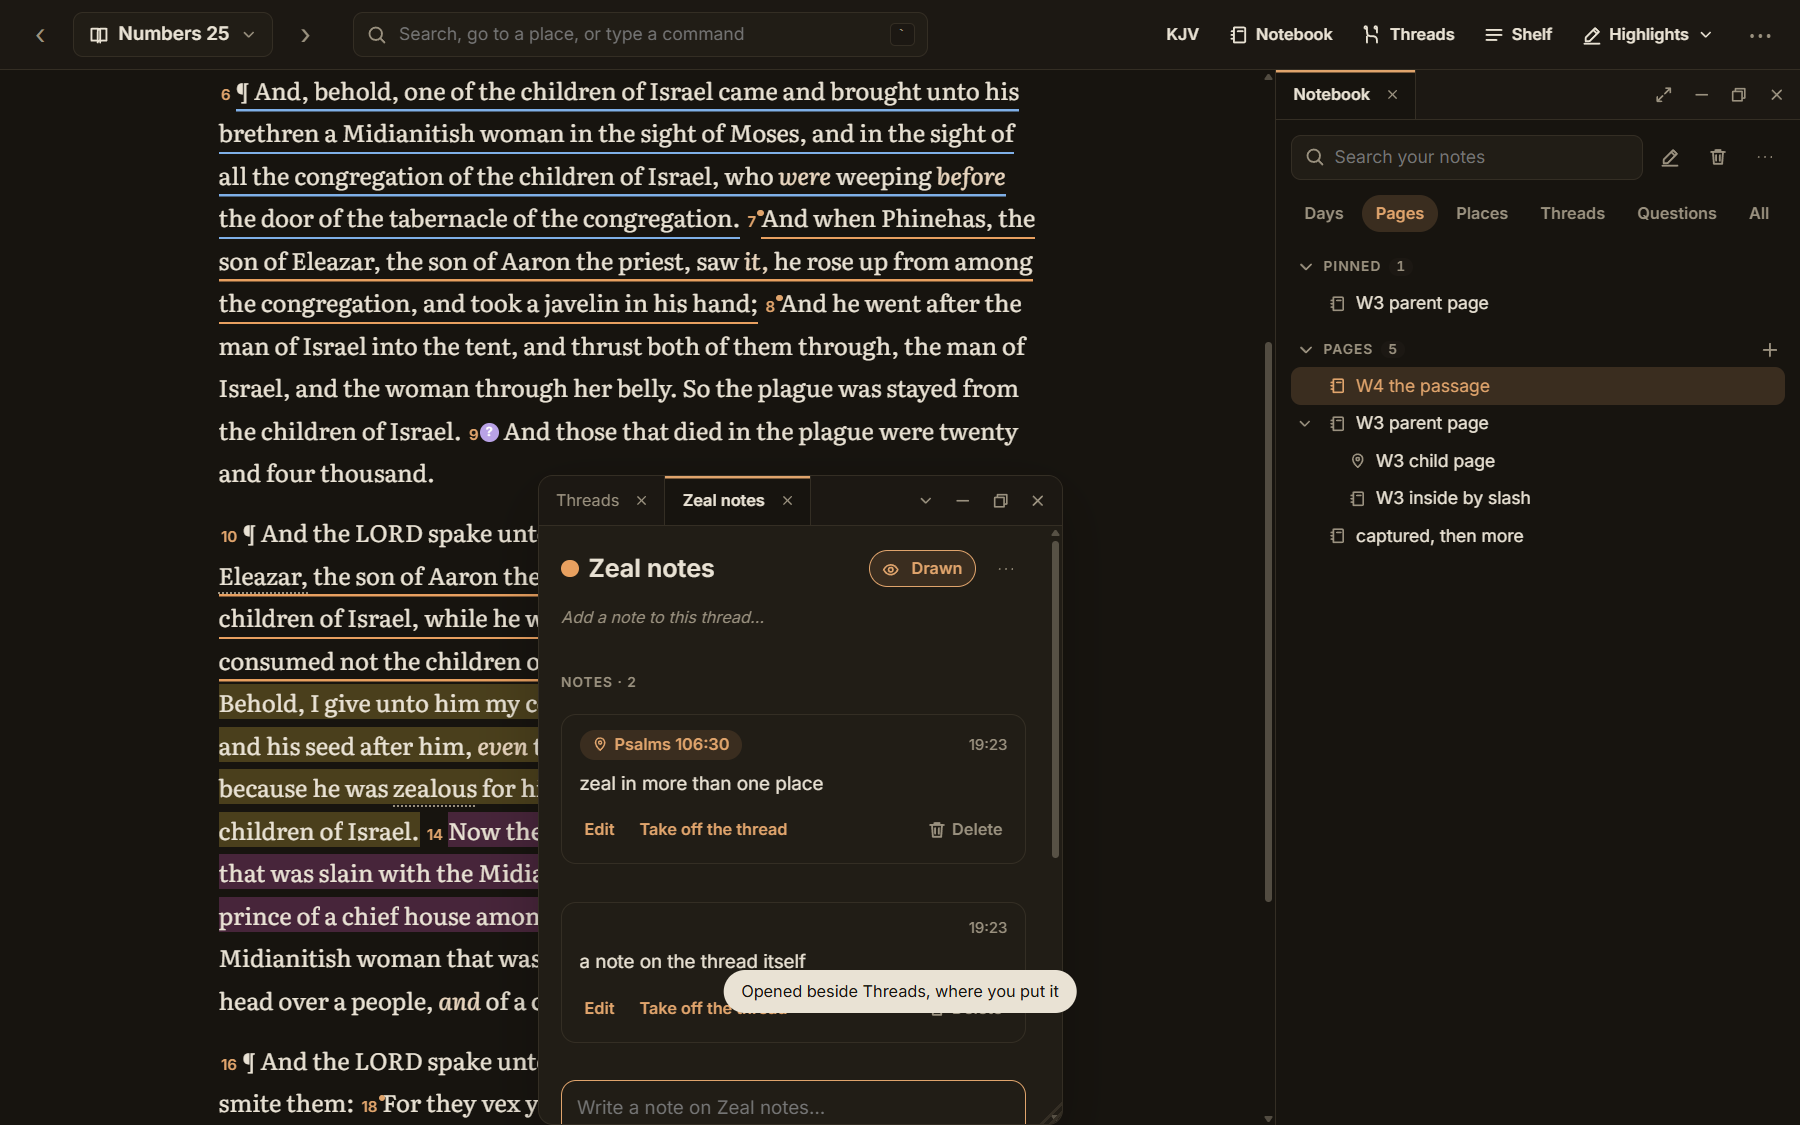 Numbers 25
Search, go to a place, or type a command
`
KJV
Notebook
Threads
Shelf
Highlights
6 ¶ And, behold, one of the children of Israel came and brought unto his
brethren a Midianitish woman in the sight of Moses, and in the sight of
all the congregation of the children of Israel, who were weeping before
the door of the tabernacle of the congregation. 7 And when Phinehas, the
son of Eleazar, the son of Aaron the priest, saw it, he rose up from among
the congregation, and took a javelin in his hand; 8 And he went after the
man of Israel into the tent, and thrust both of them through, the man of
Israel, and the woman through her belly. So the plague was stayed from
the children of Israel. 9 ? And those that died in the plague were twenty
and four thousand.
10 ¶ And the LORD spake unt
Eleazar, the son of Aaron the
children of Israel, while he w
consumed not the children o
Behold, I give unto him my c
and his seed after him, even t
because he was zealous for h
children of Israel. 14 Now the
that was slain with the Midia
prince of a chief house amon
Midianitish woman that was
head over a people, and of a c
16 ¶ And the LORD spake unt
smite them: 18 For they vex y
Threads
Zeal notes
Zeal notes
Drawn
...
Add a note to this thread...
NOTES · 2
Psalms 106:30
19:23
zeal in more than one place
Edit
Take off the thread
Delete
19:23
a note on the thread itself
Edit
Take off the
Opened beside Threads, where you put it
Write a note on Zeal notes...
Notebook
Search your notes
...
Days
Pages
Places
Threads
Questions
All
PINNED 1
W3 parent page
PAGES 5
W4 the passage
W3 parent page
W3 child page
W3 inside by slash
captured, then more